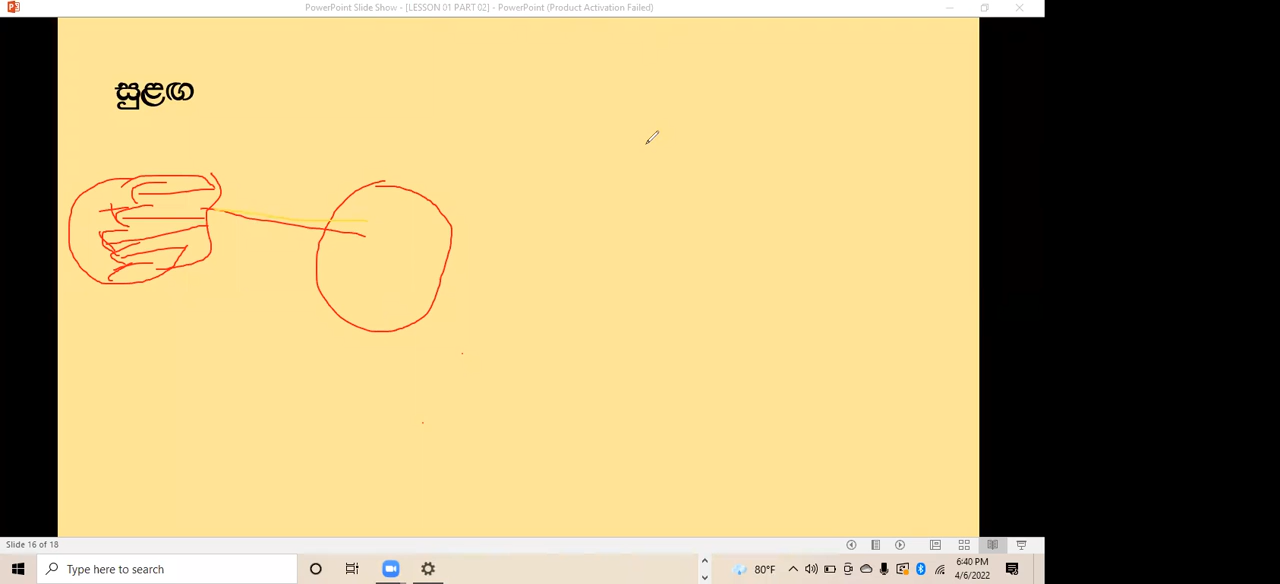 PowerPoint Slide Show - [LESSON 01 PART 02] - PowerPoint (Product Activation Failed)
සුළඟ
Slide 16 of 18
Type here to search
80°F
6:40 PM
4/6/2022